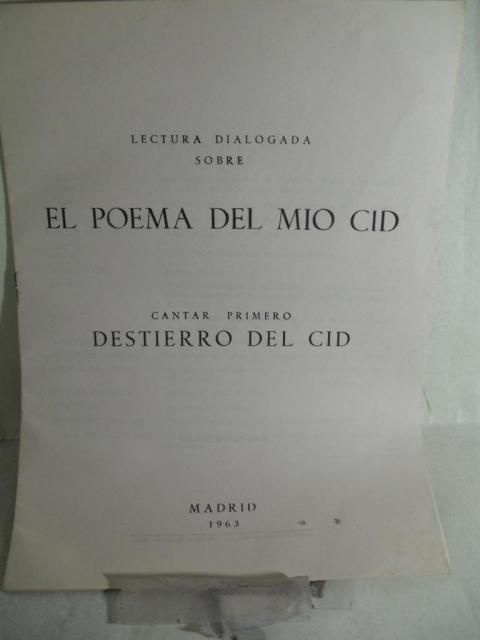 LECTURA DIALOGADA
SOBRE
EL POEMA DEL MIO CID
CANTAR PRIMERO
DESTIERRO DEL CID
MADRID
1963